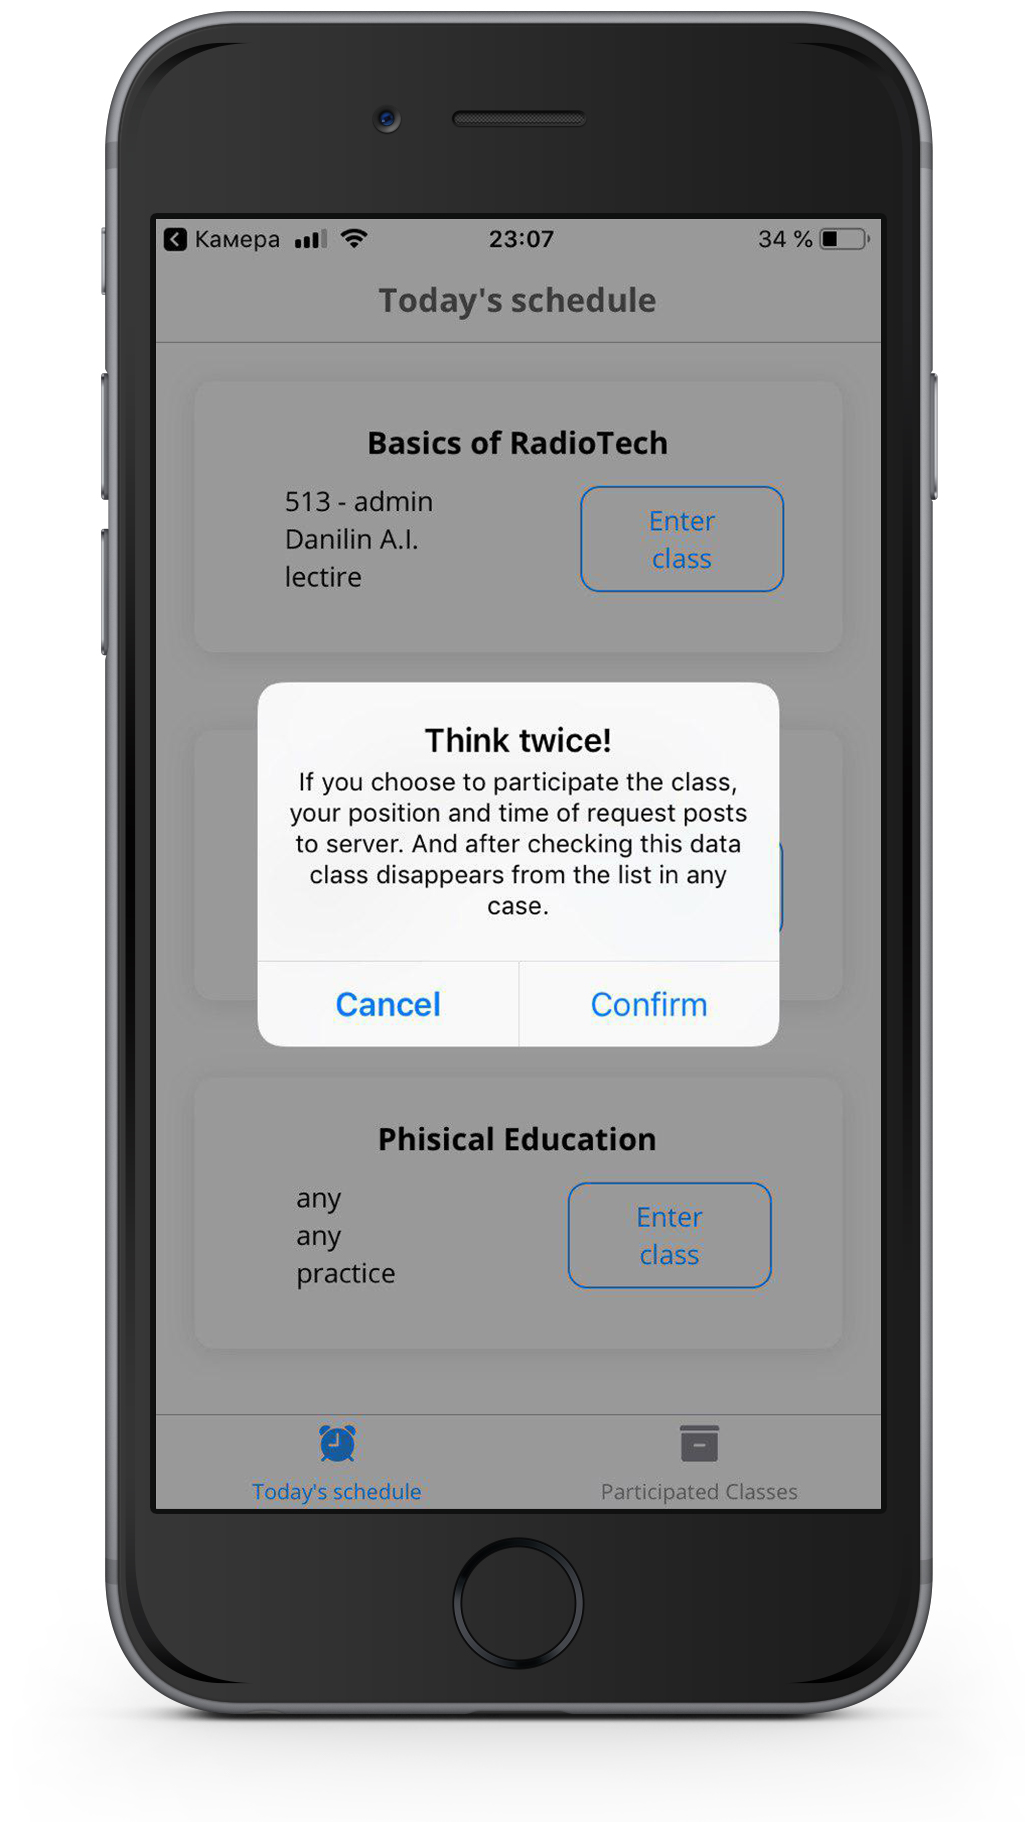 Камера
23:07
34 %
Today's schedule
Basics of RadioTech
513 - admin
Danilin A.I.
lectire
Enter
class
Think twice!
If you choose to participate the class,
your position and time of request posts
to server. And after checking this data
class disappears from the list in any
case.
Cancel
Confirm
Phisical Education
any
any
practice
Enter
class
Today's schedule
Participated Classes